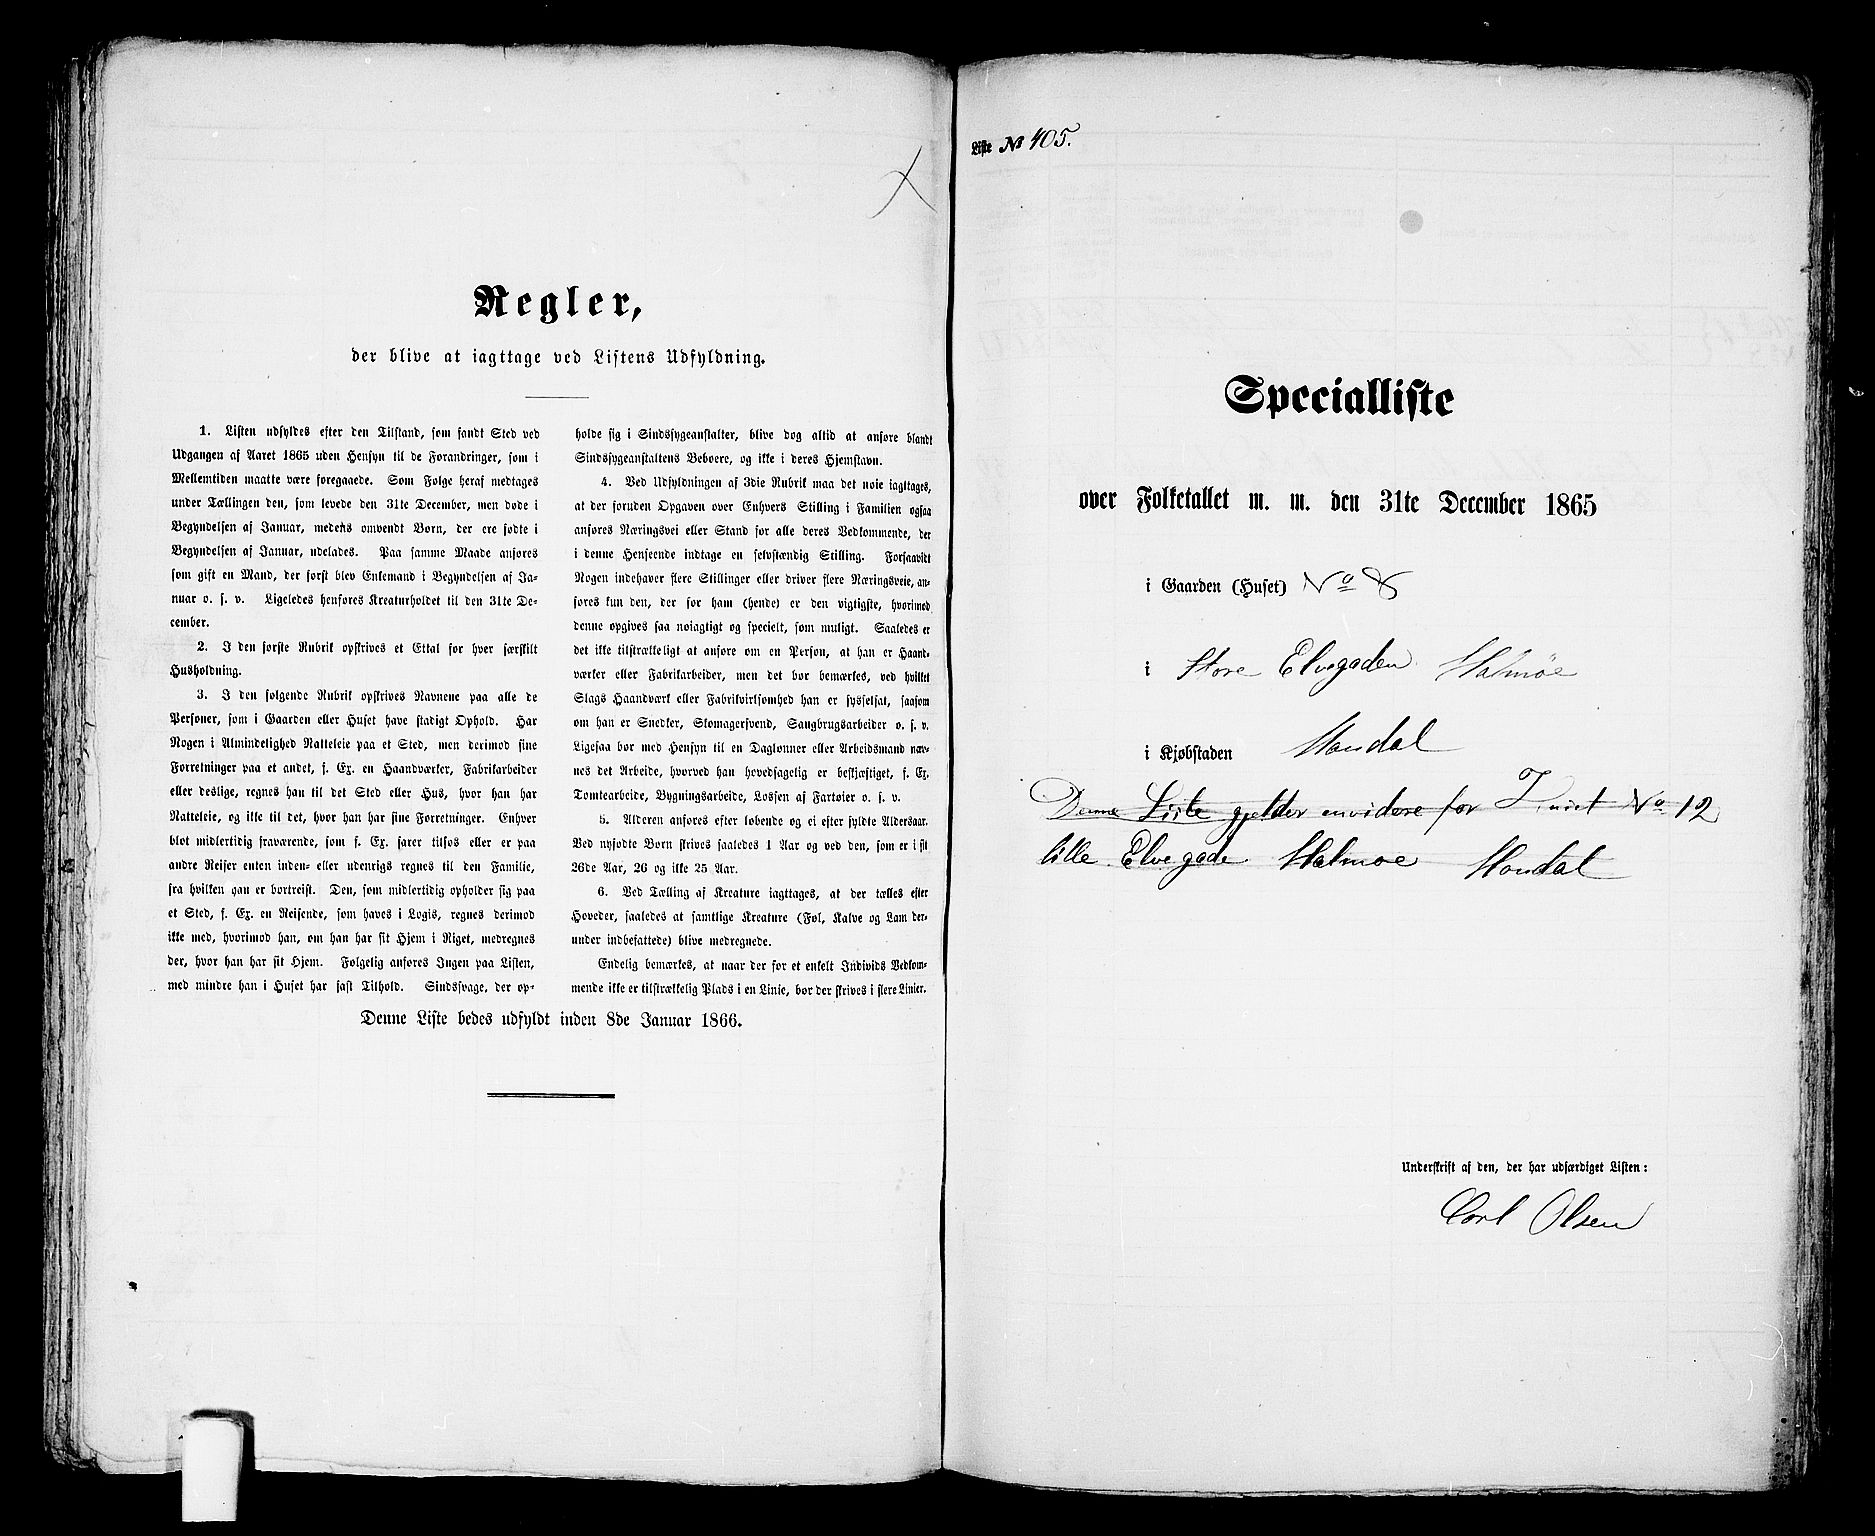 Regler,
der blive at iagttage ved Listens Udfyldning.
1. Listen udfyldes efter den Tilstand, som fandt Sted ved
Udgangen af Aaret 1865 uden Hensyn til de Forandringer, som i
Mellemtiden maatte være foregaaede. Som Følge heraf medtages
under Tællingen den, som levede den 31te December, men døde i
Begyndelsen af Januar, medens omvendt Børn, der ere fødte i
Begyndelsen af Januar, udelades. Paa samme Maade anføres
som gift en Mand, der først blev Enkemand i Begyndelsen af Ja-
nuar o. s. v. Ligeledes henføres Kreaturholdet til den 31te De-
cember.
2. I den første Rubrik opskrives et Ettal for hver særskilt
Husholdning.
3. I den følgende Rubrik opskrives Navnene paa alle de
Personer, som i Gaarden eller Huset have stadigt Ophold. Har
Nogen i Almindelighed Natteleie paa et Sted, men derimod sine
Forretninger paa et andet, f. Ex. en Haandværker, Fabrikarbeider
eller deslige, regnes han til det Sted eller Hus, hvor han har
Natteleie, og ikke til det, hvor han har sine Forretninger. Enhver
blot midlertidig fraværende, som f. Ex. farer tilsøs eller er paa
andre Reiser enten inden- eller udenrigs regnes til den Familie,
fra hvilken han er bortreist. Den, som midlertidig opholder sig paa
et Sted, f. Ex. en Reisende, som haves i Logis, regnes derimod
ikke med, hvorimod han, om han har sit Hjem i Riget, medregnes
der, hvor han har sit Hjem. Følgelig anføres Ingen paa Listen,
med mindre han i Huset har fast Tilhold. Sindssvage, der op-
holde sig i Sindssygeanstalter, blive dog altid at anføre blandt
Sindssygeanstaltens Beboere, og ikke i deres Hjemstavn.
4. Ved Udfyldningen af 3die Rubrik maa det nøie iagttages,
at der foruden Opgaven over Enhvers Stilling i Familien ogsaa
anføres Næringsvei eller Stand for alle deres Vedkommende, der
i denne Henseende indtage en selvstændig Stilling. Forsaavidt
Nogen indehaver flere Stillinger eller driver flere Næringsveie, an-
føres kun den, der for ham (hende) er den vigtigste, hvorimod
denne opgives saa nøiagtigt og specielt, som muligt. Saaledes er
det ikke tilstrækkeligt at anføre om en Person, at han er Haand-
værker eller Fabrikarbeider, men det bør bemærkes, ved hvilket
Slags Haandværk eller Fabrikvirksomhed han er sysselsat, saasom
om han er Snedker, Skomagersvend, Saugbrugsarbeider o. s. v.
Ligesaa bør med Hensyn til en Daglønner eller Arbeidsmand næv-
nes det Arbeide, hvorved han hovedsagelig er beskjæftiget, f. Ex.
Tomtearbeide, Bygningsarbeide, Lossen af Fartøier o. s. v.
5. Alderen anføres efter løbende og ei efter fyldte Aldersaar.
Ved nyfødte Børn skrives saaledes 1 Aar og ved den, som er i sit
26de Aar, 26 og ikke 25 Aar.
6. Ved Tælling af Kreature iagttages, at der tælles efter
Hoveder, saaledes at samtlige Kreature (Føl, Kalve og Lam der-
under indbefattede) blive medregnede.
Endelig bemærkes, at naar der for et enkelt Individs Vedkom-
mende ikke er tilstrækkelig Plads i en Linie, bør der skrives i flere Linier.
Denne Liste bedes udfyldt inden 8de Januar 1866.
Liste № 405.
Specialliste
over Folketallet m. m. den 31te December 1865
i Gaarden (Huset) No 8
i Store Elvegaden Malmøe
i Kjøbstaden Mandal
Denne Liste gjelder envidere for No 12
lille Elvegade Malmøe Mandal
Underskrift af den, der har udfærdiget Listen:
Carl Olsen